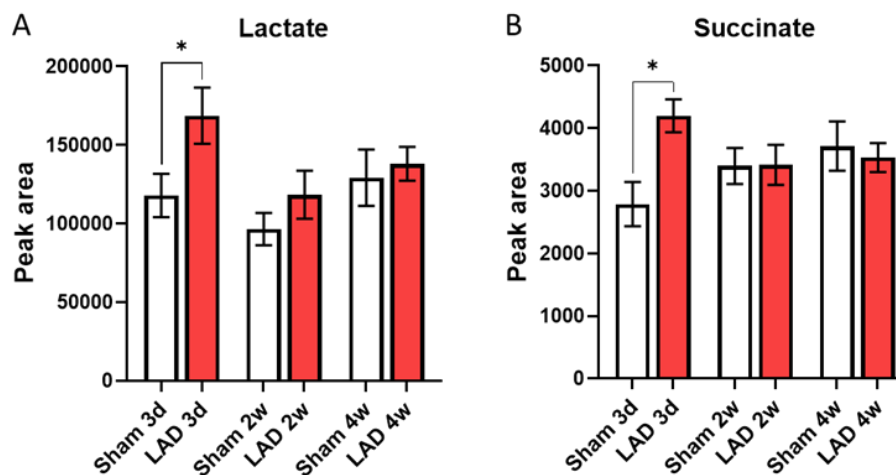 A
Lactate
*
Peak area
200000
150000
100000
50000
0
Sham 3d
LAD 3d
Sham 2w
LAD 2w
Sham 4w
LAD 4w
B
Succinate
*
Peak area
5000
4000
3000
2000
1000
0
Sham 3d
LAD 3d
Sham 2w
LAD 2w
Sham 4w
LAD 4w